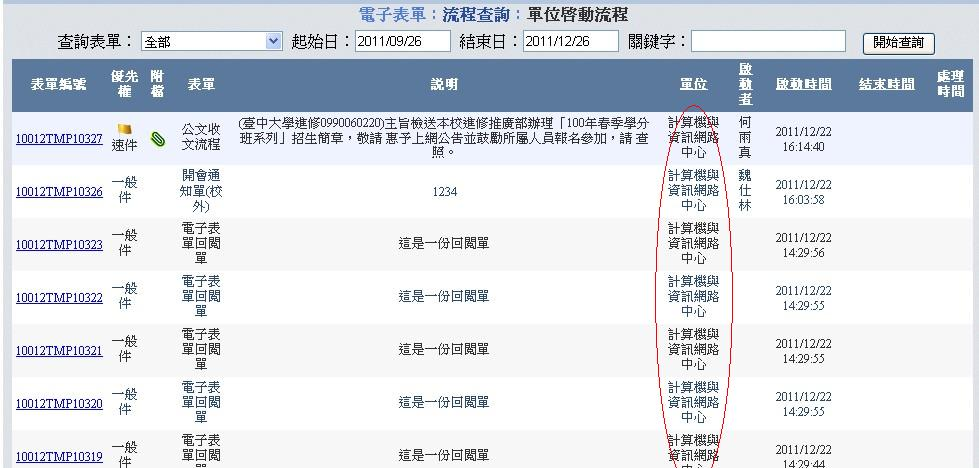 電子表單：流程查詢：單位啓動流程
查詢表單： 全部 起始日： 2011/09/26 結束日： 2011/12/26 關鍵字： 開始查詢
表單編號 優先權 附檔 表單 說明 單位 啟動者 啟動時間 結束時間 處理時間
10012TMP10327
速件
公文收
文流程
(臺中大學進修0990060220)主旨檢送本校進修推廣部辦理「100年春季學分
班系列」招生簡章，敬請 惠予上網公告並鼓勵所屬人員報名參加，請 查
照。
計算機與
資訊網路
中心
何
雨
真
2011/12/22
16:14:40
10012TMP10326
一般
件
開會通
知單(校
外)
1234
計算機與
資訊網路
中心
魏
仕
林
2011/12/22
16:03:58
10012TMP10323
一般
件
電子表
單回閱
單
這是一份回閱單
計算機與
資訊網路
中心
2011/12/22
14:29:56
10012TMP10322
一般
件
電子表
單回閱
單
這是一份回閱單
計算機與
資訊網路
中心
2011/12/22
14:29:55
10012TMP10321
一般
件
電子表
單回閱
單
這是一份回閱單
計算機與
資訊網路
中心
2011/12/22
14:29:55
10012TMP10320
一般
件
電子表
單回閱
單
這是一份回閱單
計算機與
資訊網路
中心
2011/12/22
14:29:55
10012TMP10319
一般
件
電子表
單回閱
單
這是一份回閱單
計算機與
資訊網路
中心
2011/12/22
14:29:44